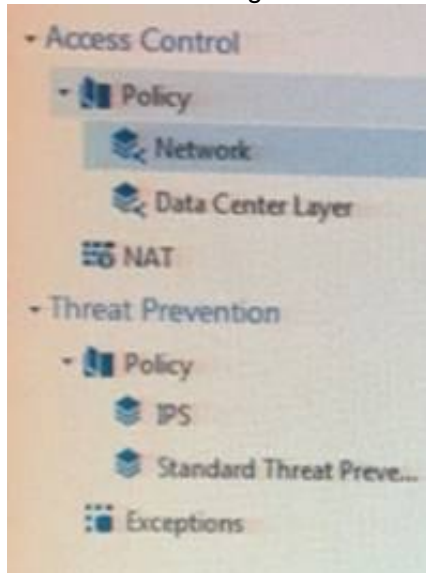 Access Control
Policy
Network
Data Center Layer
NAT
Threat Prevention
Policy
IPS
Standard Threat Preve...
Exceptions